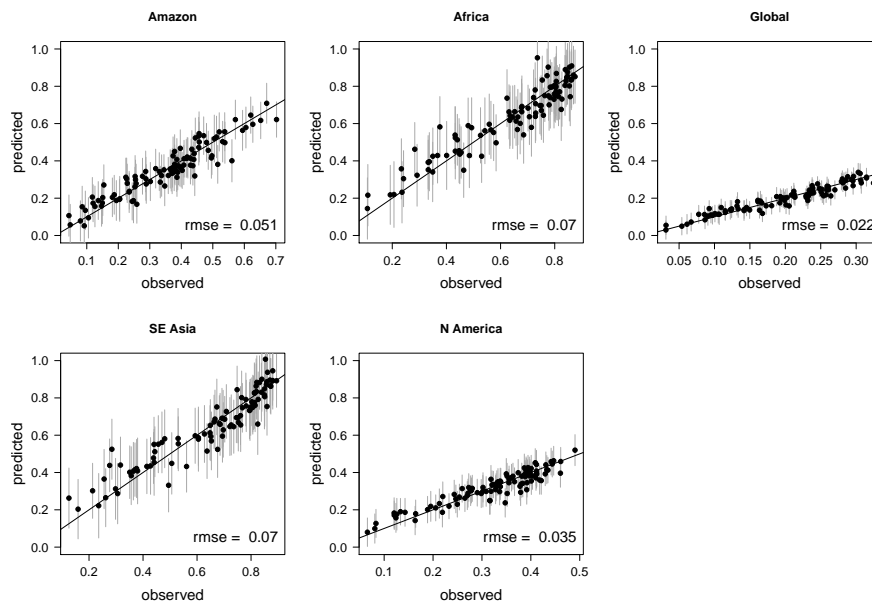 Amazon
1.0
0.8
0.6
0.4
0.2
0.0
predicted
rmse = 0.051
0.1 0.2 0.3 0.4 0.5 0.6 0.7
observed
Africa
1.0
0.8
0.6
0.4
0.2
0.0
predicted
rmse = 0.07
0.2 0.4 0.6 0.8
observed
Global
1.0
0.8
0.6
0.4
0.2
0.0
predicted
rmse = 0.022
0.05 0.10 0.15 0.20 0.25 0.30
observed
SE Asia
1.0
0.8
0.6
0.4
0.2
0.0
predicted
rmse = 0.07
0.2 0.4 0.6 0.8
observed
N America
1.0
0.8
0.6
0.4
0.2
0.0
predicted
rmse = 0.035
0.1 0.2 0.3 0.4 0.5
observed